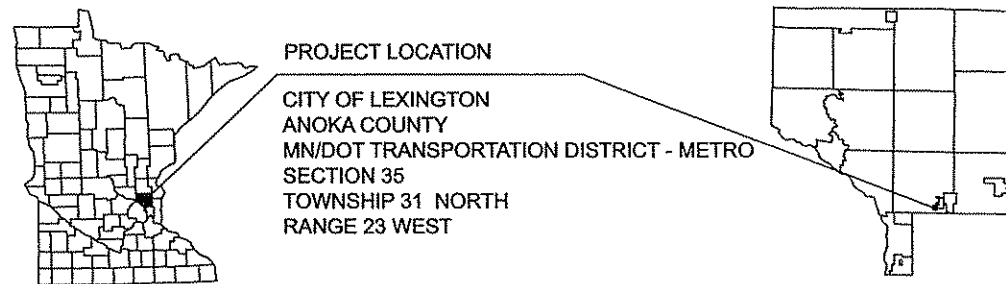 PROJECT LOCATION
CITY OF LEXINGTON
ANOKA COUNTY
MN/DOT TRANSPORTATION DISTRICT - METRO
SECTION 35
TOWNSHIP 31 NORTH
RANGE 23 WEST